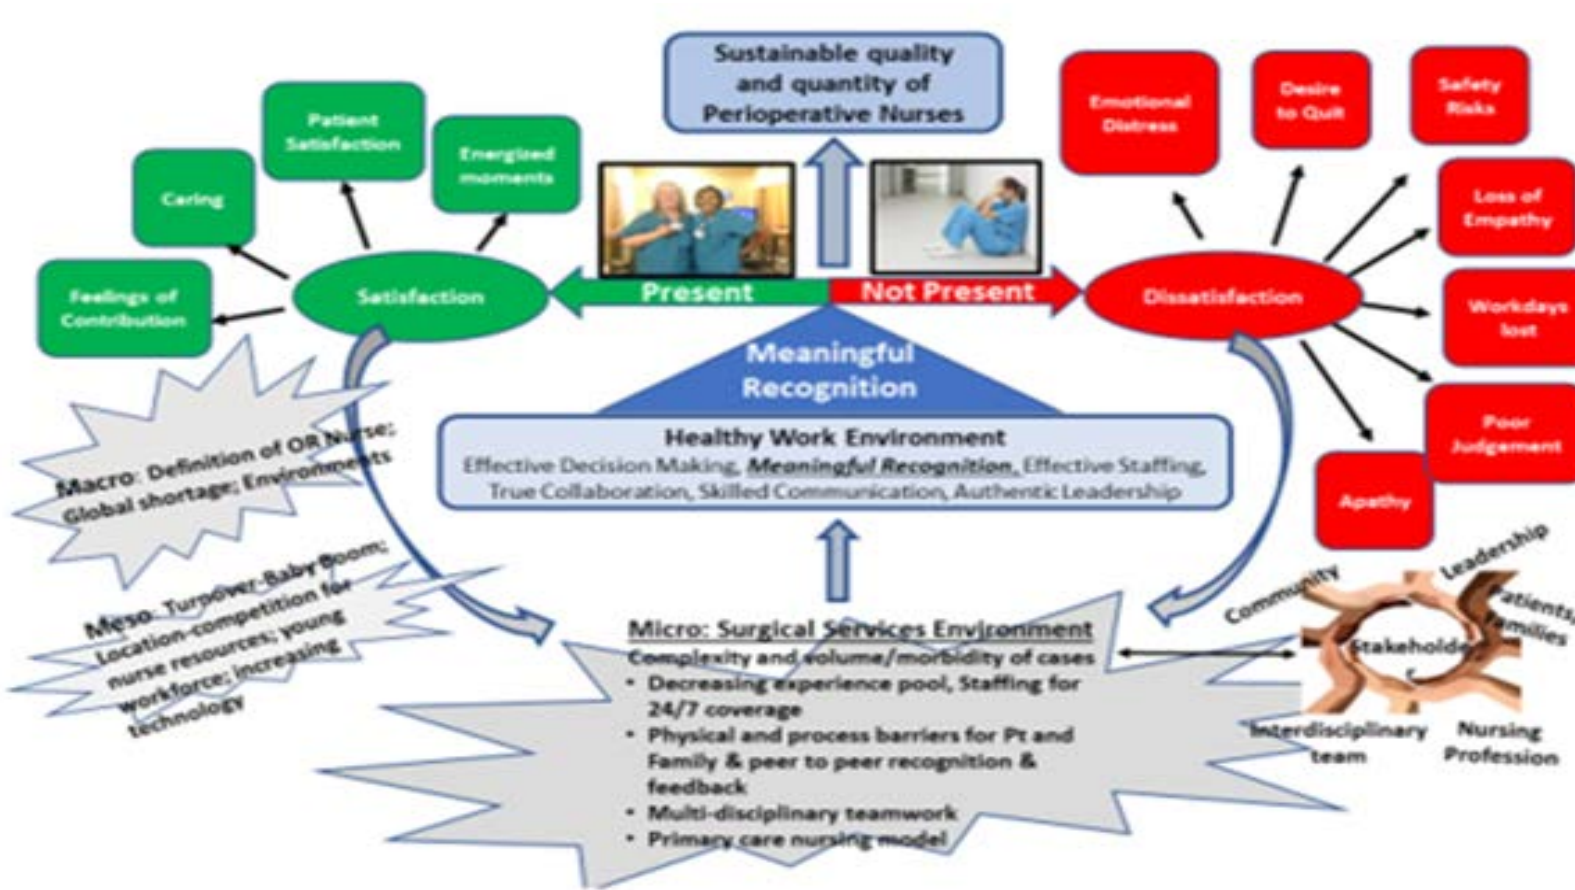 Sustainable quality
and quantity of
Perioperative Nurses
Patient
Satisfaction
Energized
moments
Caring
Feelings of
Contribution
Satisfaction
Present
Not Present
Dissatisfaction
Emotional
Distress
Desire
to Quit
Safety
Risks
Loss of
Empathy
Workdays
lost
Poor
Judgement
Apathy
Meaningful
Recognition
Healthy Work Environment
Effective Decision Making, Meaningful Recognition, Effective Staffing,
True Collaboration, Skilled Communication, Authentic Leadership
Macro: Definition of OR Nurse;
Global shortage; Environments
Meso: Turnover-Baby Boom;
Location-competition for
nurse resources; young
workforce; increasing
technology
Micro: Surgical Services Environment
Complexity and volume/morbidity of cases
• Decreasing experience pool, Staffing for
24/7 coverage
• Physical and process barriers for Pt and
Family & peer to peer recognition &
feedback
• Multi-disciplinary teamwork
• Primary care nursing model
Community
Leadership
Patients/
Families
Stakeholde
r
Interdisciplinary
team
Nursing
Profession